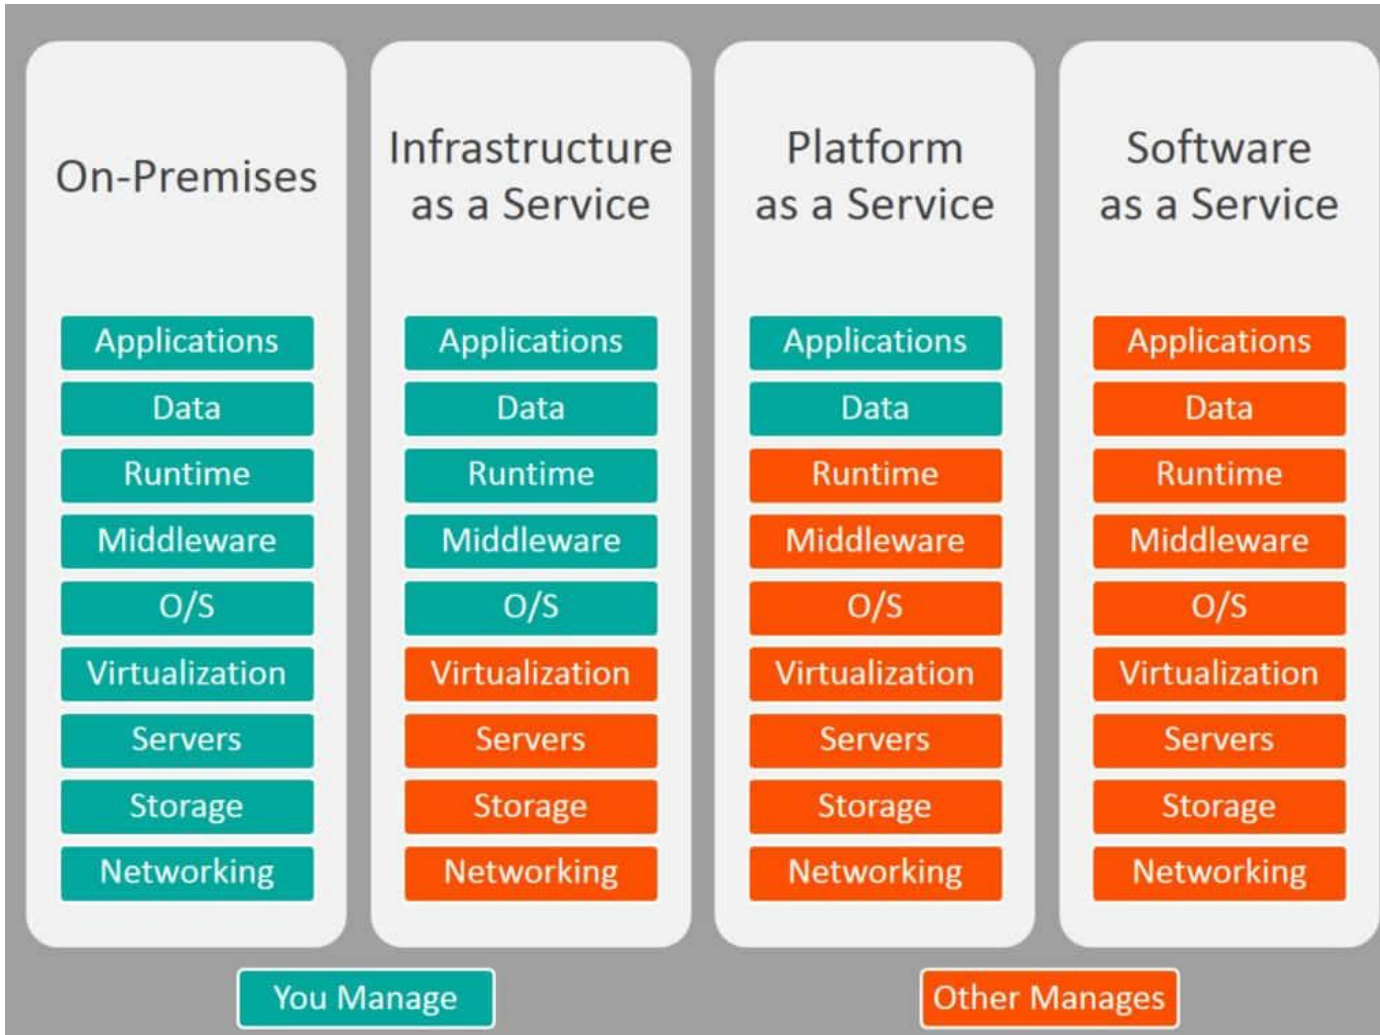 On-Premises
Applications
Data
Runtime
Middleware
O/S
Virtualization
Servers
Storage
Networking
Infrastructure
as a Service
Applications
Data
Runtime
Middleware
O/S
Virtualization
Servers
Storage
Networking
Platform
as a Service
Applications
Data
Runtime
Middleware
O/S
Virtualization
Servers
Storage
Networking
Software
as a Service
Applications
Data
Runtime
Middleware
O/S
Virtualization
Servers
Storage
Networking
You Manage
Other Manages